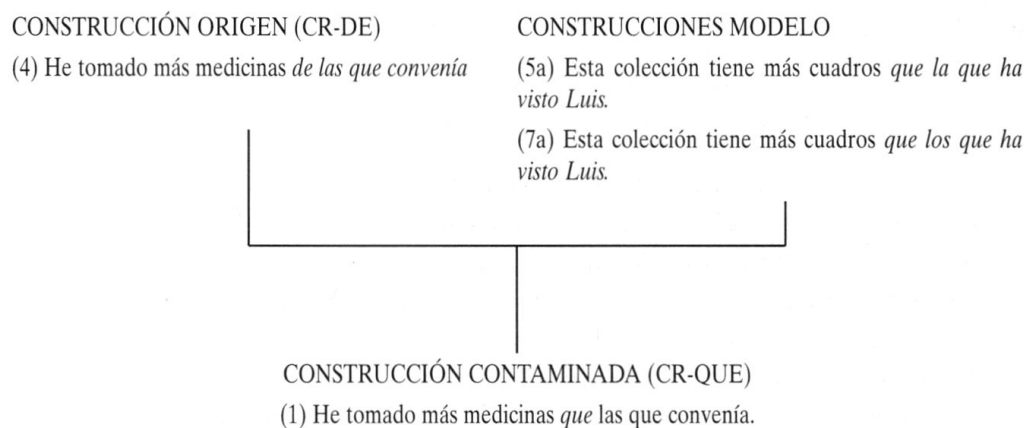 CONSTRUCCIÓN ORIGEN (CR-DE)
(4) He tomado más medicinas de las que convenía
CONSTRUCCIONES MODELO
(5a) Esta colección tiene más cuadros que la que ha
visto Luis.
(7a) Esta colección tiene más cuadros que los que ha
visto Luis.
CONSTRUCCIÓN CONTAMINADA (CR-QUE)
(1) He tomado más medicinas que las que convenía.